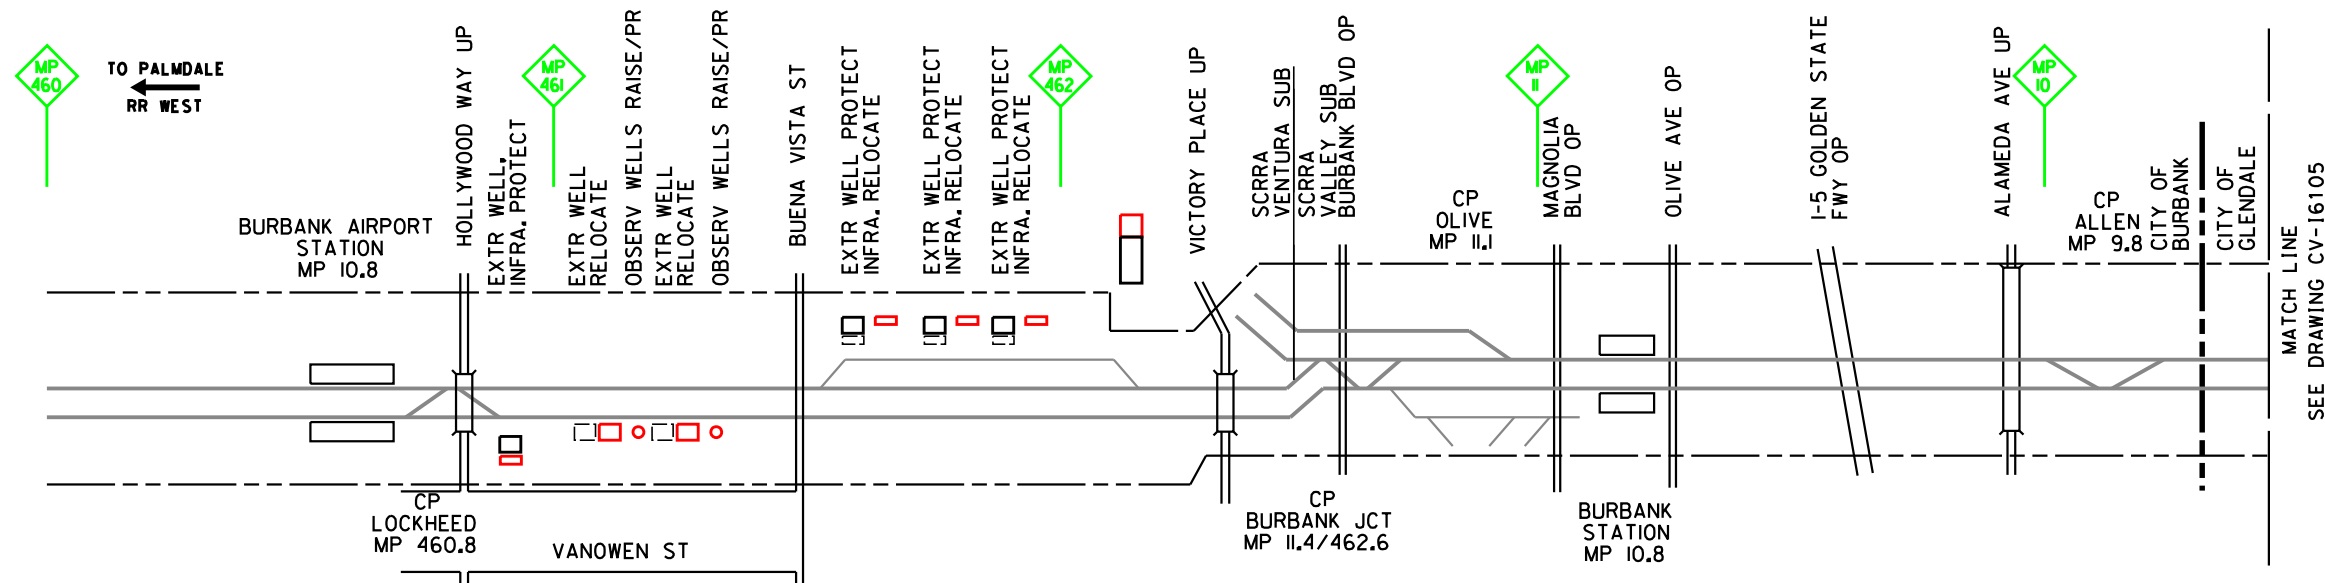 MP
460
TO PALMDALE
RR WEST
BURBANK AIRPORT
STATION
MP 10.8
HOLLYWOOD WAY UP
EXTR WELL.
INFRA. PROTECT
MP
461
EXTR WELL
RELOCATE
OBSERV WELLS RAISE/PR
EXTR WELL
RELOCATE
OBSERV WELLS RAISE/PR
BUENA VISTA ST
EXTR WELL PROTECT
INFRA. RELOCATE
EXTR WELL PROTECT
INFRA. RELOCATE
EXTR WELL PROTECT
INFRA. RELOCATE
MP
462
VICTORY PLACE UP
SCRRA
VENTURA SUB
SCRRA
VALLEY SUB
BURBANK BLVD OP
CP
OLIVE
MP 11.1
MP
11
MAGNOLIA
BLVD OP
OLIVE AVE OP
I-5 GOLDEN STATE
FWY OP
ALAMEDA AVE UP
MP
10
CP
ALLEN
MP 9.8
CITY OF
BURBANK
CITY OF
GLENDALE
MATCH LINE
SEE DRAWING CV-16105
CP
LOCKHEED
MP 460.8
VANOWEN ST
CP
BURBANK JCT
MP 11.4/462.6
BURBANK
STATION
MP 10.8